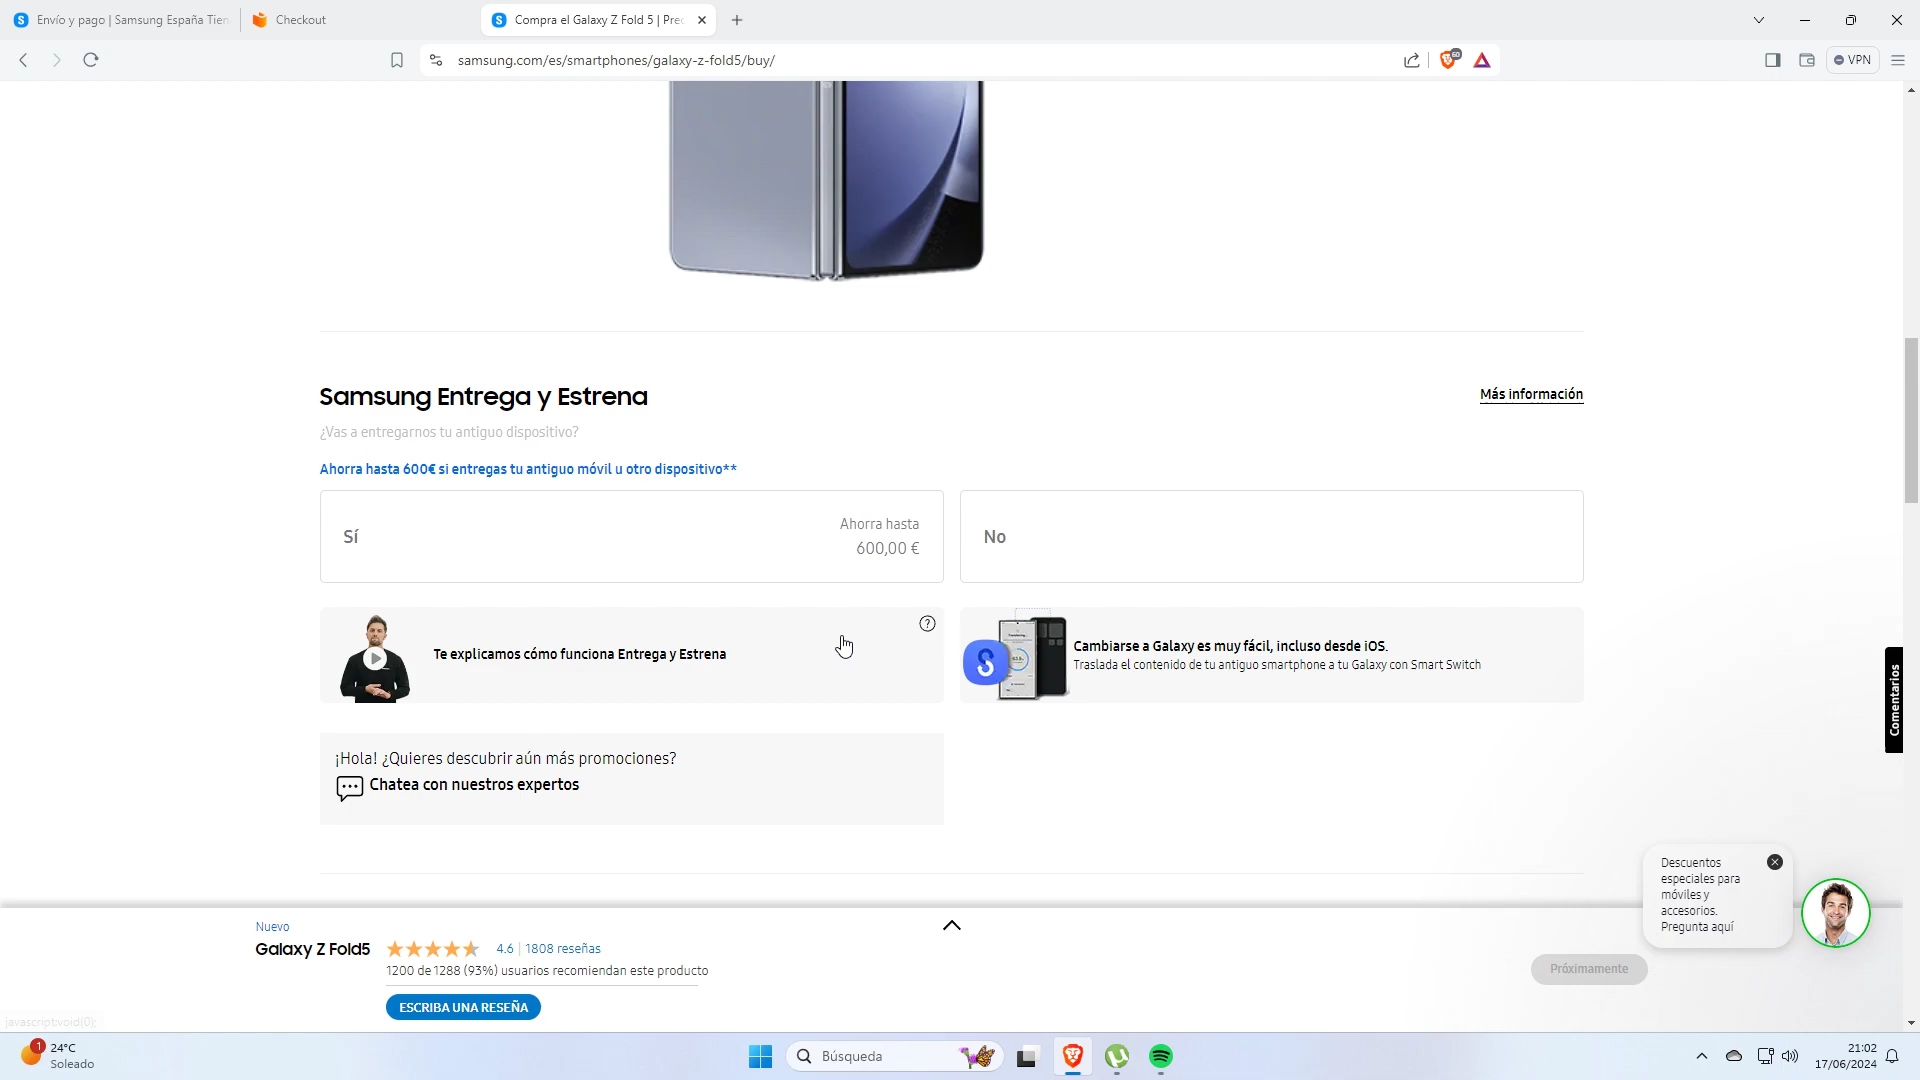 Envío y pago | Samsung España Tien
Checkout
Compra el Galaxy Z Fold 5 | Prec
samsung.com/es/smartphones/galaxy-z-fold5/buy/
60
VPN
Samsung Entrega y Estrena
Más información
¿Vas a entregarnos tu antiguo dispositivo?
Ahorra hasta 600€ si entregas tu antiguo móvil u otro dispositivo**
Sí
Ahorra hasta
600,00 €
No
Te explicamos cómo funciona Entrega y Estrena
?
Cambiarse a Galaxy es muy fácil, incluso desde iOS.
Traslada el contenido de tu antiguo smartphone a tu Galaxy con Smart Switch
Comentarios
¡Hola! ¿Quieres descubrir aún más promociones?
Chatea con nuestros expertos
Descuentos
especiales para
móviles y
accesorios.
Pregunta aquí
Nuevo
Galaxy Z Fold5
4.6 | 1808 reseñas
1200 de 1288 (93%) usuarios recomiendan este producto
ESCRIBA UNA RESEÑA
Próximamente
javascript:void(0);
1
24°C
Soleado
Búsqueda
21:02
17/06/2024